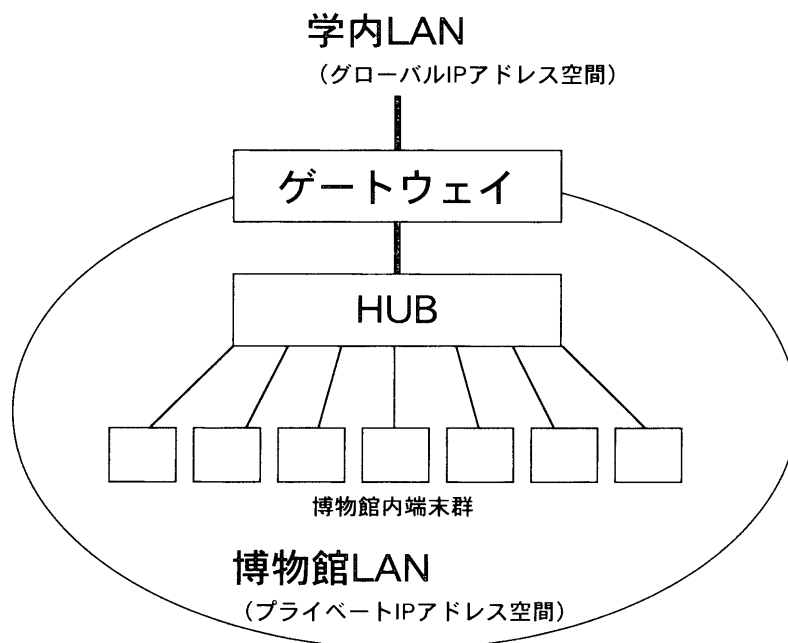 学内LAN
（グローバルIPアドレス空間）
ゲートウェイ
HUB
博物館内端末群
博物館LAN
（プライベートIPアドレス空間）